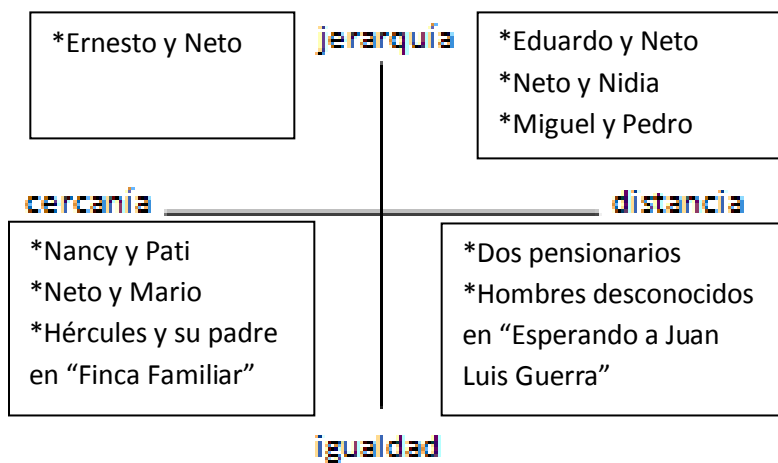 *Ernesto y Neto
jerarquía
*Eduardo y Neto
*Neto y Nidia
*Miguel y Pedro
cercanía
distancia
*Nancy y Pati
*Neto y Mario
*Hércules y su padre
en “Finca Familiar”
*Dos pensionarios
*Hombres desconocidos
en “Esperando a Juan
Luis Guerra”
igualdad